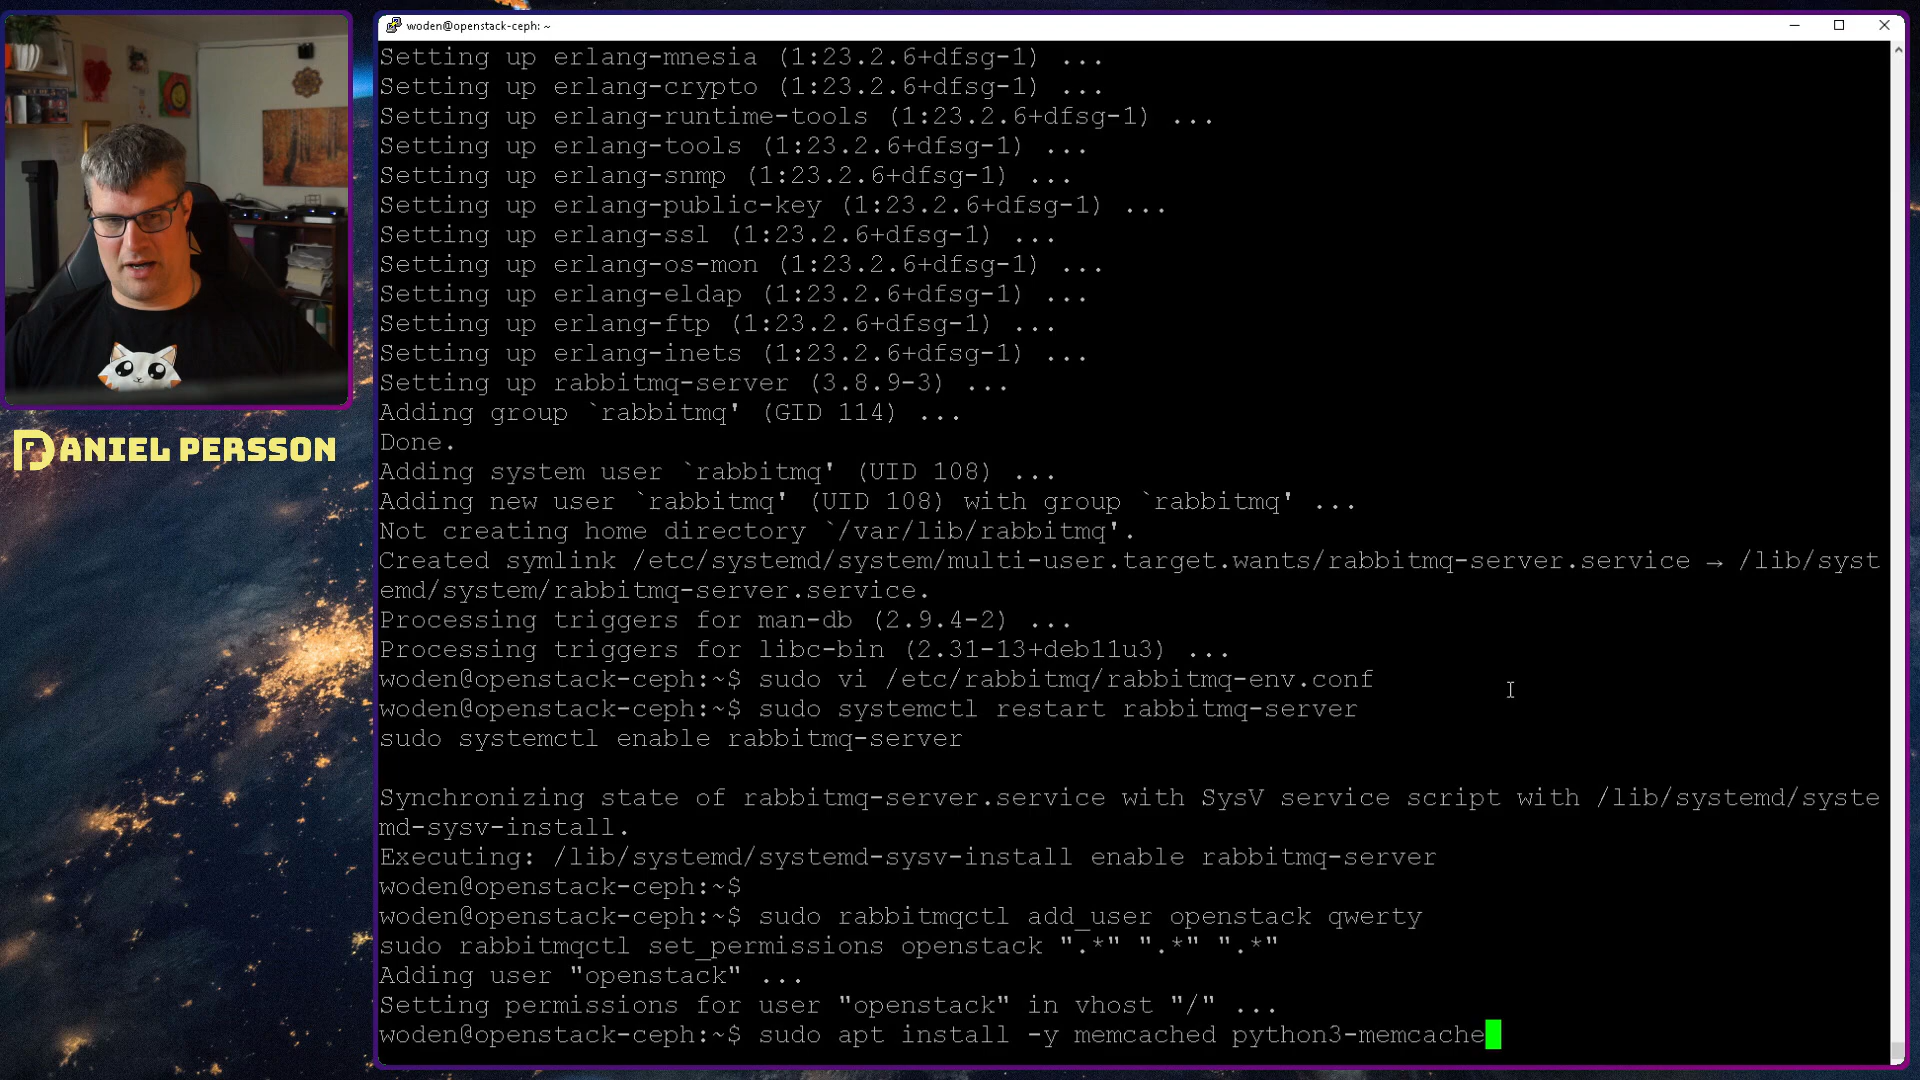 woden@openstack-ceph: ~
Setting up erlang-mnesia (1:23.2.6+dfsg-1) ...
Setting up erlang-crypto (1:23.2.6+dfsg-1) ...
Setting up erlang-runtime-tools (1:23.2.6+dfsg-1) ...
Setting up erlang-tools (1:23.2.6+dfsg-1) ...
Setting up erlang-snmp (1:23.2.6+dfsg-1) ...
Setting up erlang-public-key (1:23.2.6+dfsg-1) ...
Setting up erlang-ssl (1:23.2.6+dfsg-1) ...
Setting up erlang-os-mon (1:23.2.6+dfsg-1) ...
Setting up erlang-eldap (1:23.2.6+dfsg-1) ...
Setting up erlang-ftp (1:23.2.6+dfsg-1) ...
Setting up erlang-inets (1:23.2.6+dfsg-1) ...
Setting up rabbitmq-server (3.8.9-3) ...
Adding group `rabbitmq' (GID 114) ...
Done.
Adding system user `rabbitmq' (UID 108) ...
Adding new user `rabbitmq' (UID 108) with group `rabbitmq' ...
Not creating home directory `/var/lib/rabbitmq'.
Created symlink /etc/systemd/system/multi-user.target.wants/rabbitmq-server.service → /lib/syst
emd/system/rabbitmq-server.service.
Processing triggers for man-db (2.9.4-2) ...
Processing triggers for libc-bin (2.31-13+deb11u3) ...
woden@openstack-ceph:~$ sudo vi /etc/rabbitmq/rabbitmq-env.conf
woden@openstack-ceph:~$ sudo systemctl restart rabbitmq-server
sudo systemctl enable rabbitmq-server
Synchronizing state of rabbitmq-server.service with SysV service script with /lib/systemd/syste
md-sysv-install.
Executing: /lib/systemd/systemd-sysv-install enable rabbitmq-server
woden@openstack-ceph:~$
woden@openstack-ceph:~$ sudo rabbitmqctl add_user openstack qwerty
sudo rabbitmqctl set_permissions openstack ".*" ".*" ".*"
Adding user "openstack" ...
Setting permissions for user "openstack" in vhost "/" ...
woden@openstack-ceph:~$ sudo apt install -y memcached python3-memcache
DANIEL PERSSON